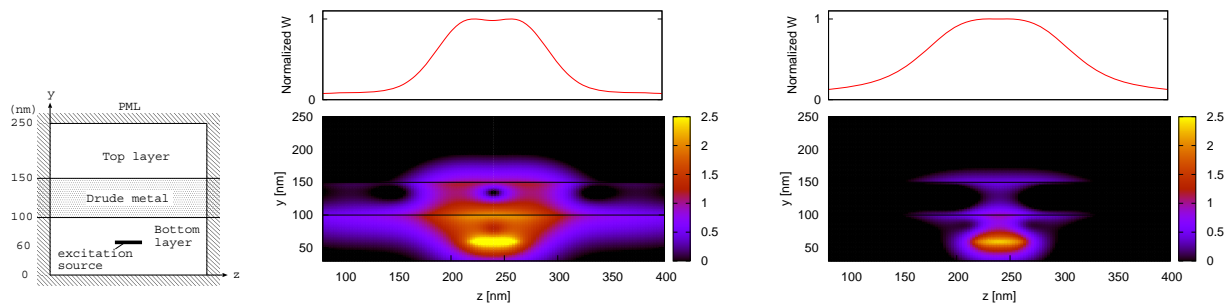 y
(nm)
PML
250
Top layer
150
Drude metal
100
Bottom
layer
60
excitation
source
0
z
Normalized W
1
0
y [nm]
250
200
150
100
50
100
150
200
250
300
350
400
z [nm]
2.5
2
1.5
1
0.5
0
Normalized W
1
0
y [nm]
250
200
150
100
50
100
150
200
250
300
350
400
z [nm]
2.5
2
1.5
1
0.5
0